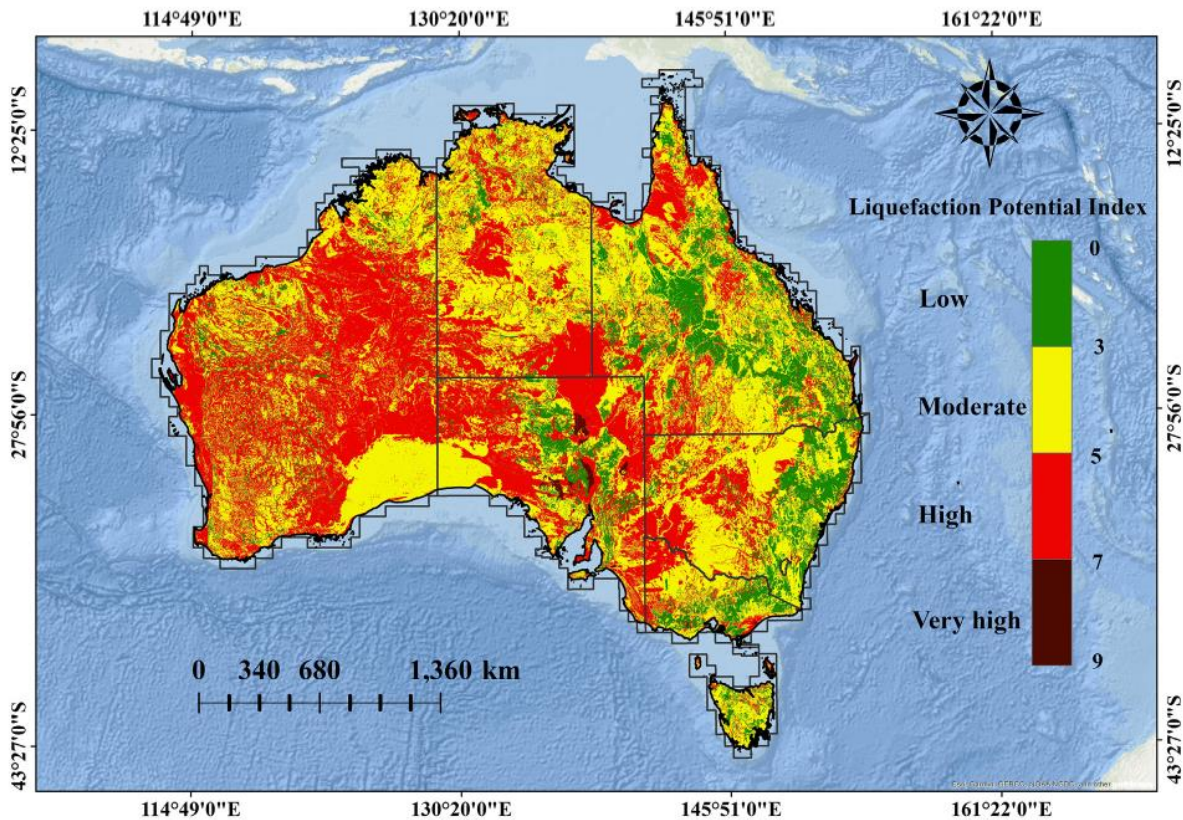 114°49'0"E 130°20'0"E 145°51'0"E 161°22'0"E
12°25'0"S 12°25'0"S
Liquefaction Potential Index
0
Low
3
27°56'0"S 27°56'0"S
Moderate
5
High
7
Very high
9
0 340 680 1,360 km
43°27'0"S 43°27'0"S
114°49'0"E 130°20'0"E 145°51'0"E 161°22'0"E